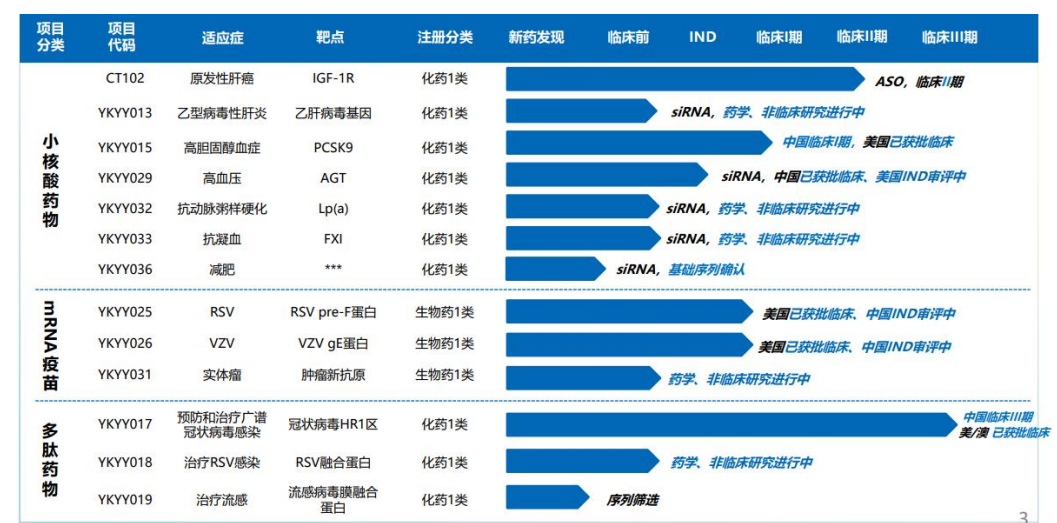 项目分类 项目代码 适应症 靶点 注册分类 新药发现 临床前 IND 临床I期 临床II期 临床III期
小核酸药物
CT102 原发性肝癌 IGF-1R 化药1类 ASO，临床II期
YKYY013 乙型病毒性肝炎 乙肝病毒基因 化药1类 siRNA，药学、非临床研究进行中
YKYY015 高胆固醇血症 PCSK9 化药1类 中国临床I期，美国已获批临床
YKYY029 高血压 AGT 化药1类 siRNA，中国已获批临床、美国IND审评中
YKYY032 抗动脉粥样硬化 Lp(a) 化药1类 siRNA，药学、非临床研究进行中
YKYY033 抗凝血 FXI 化药1类 siRNA，药学、非临床研究进行中
YKYY036 减肥 *** 化药1类 siRNA，基础序列确认
mRNA疫苗
YKYY025 RSV RSV pre-F蛋白 生物药1类 美国已获批临床、中国IND审评中
YKYY026 VZV VZV gE蛋白 生物药1类 美国已获批临床、中国IND审评中
YKYY031 实体瘤 肿瘤新抗原 生物药1类 药学、非临床研究进行中
多肽药物
YKYY017 预防和治疗广谱冠状病毒感染 冠状病毒HR1区 化药1类 中国临床III期 美/澳 已获批临床
YKYY018 治疗RSV感染 RSV融合蛋白 化药1类 药学、非临床研究进行中
YKYY019 治疗流感 流感病毒膜融合蛋白 化药1类 序列筛选
3